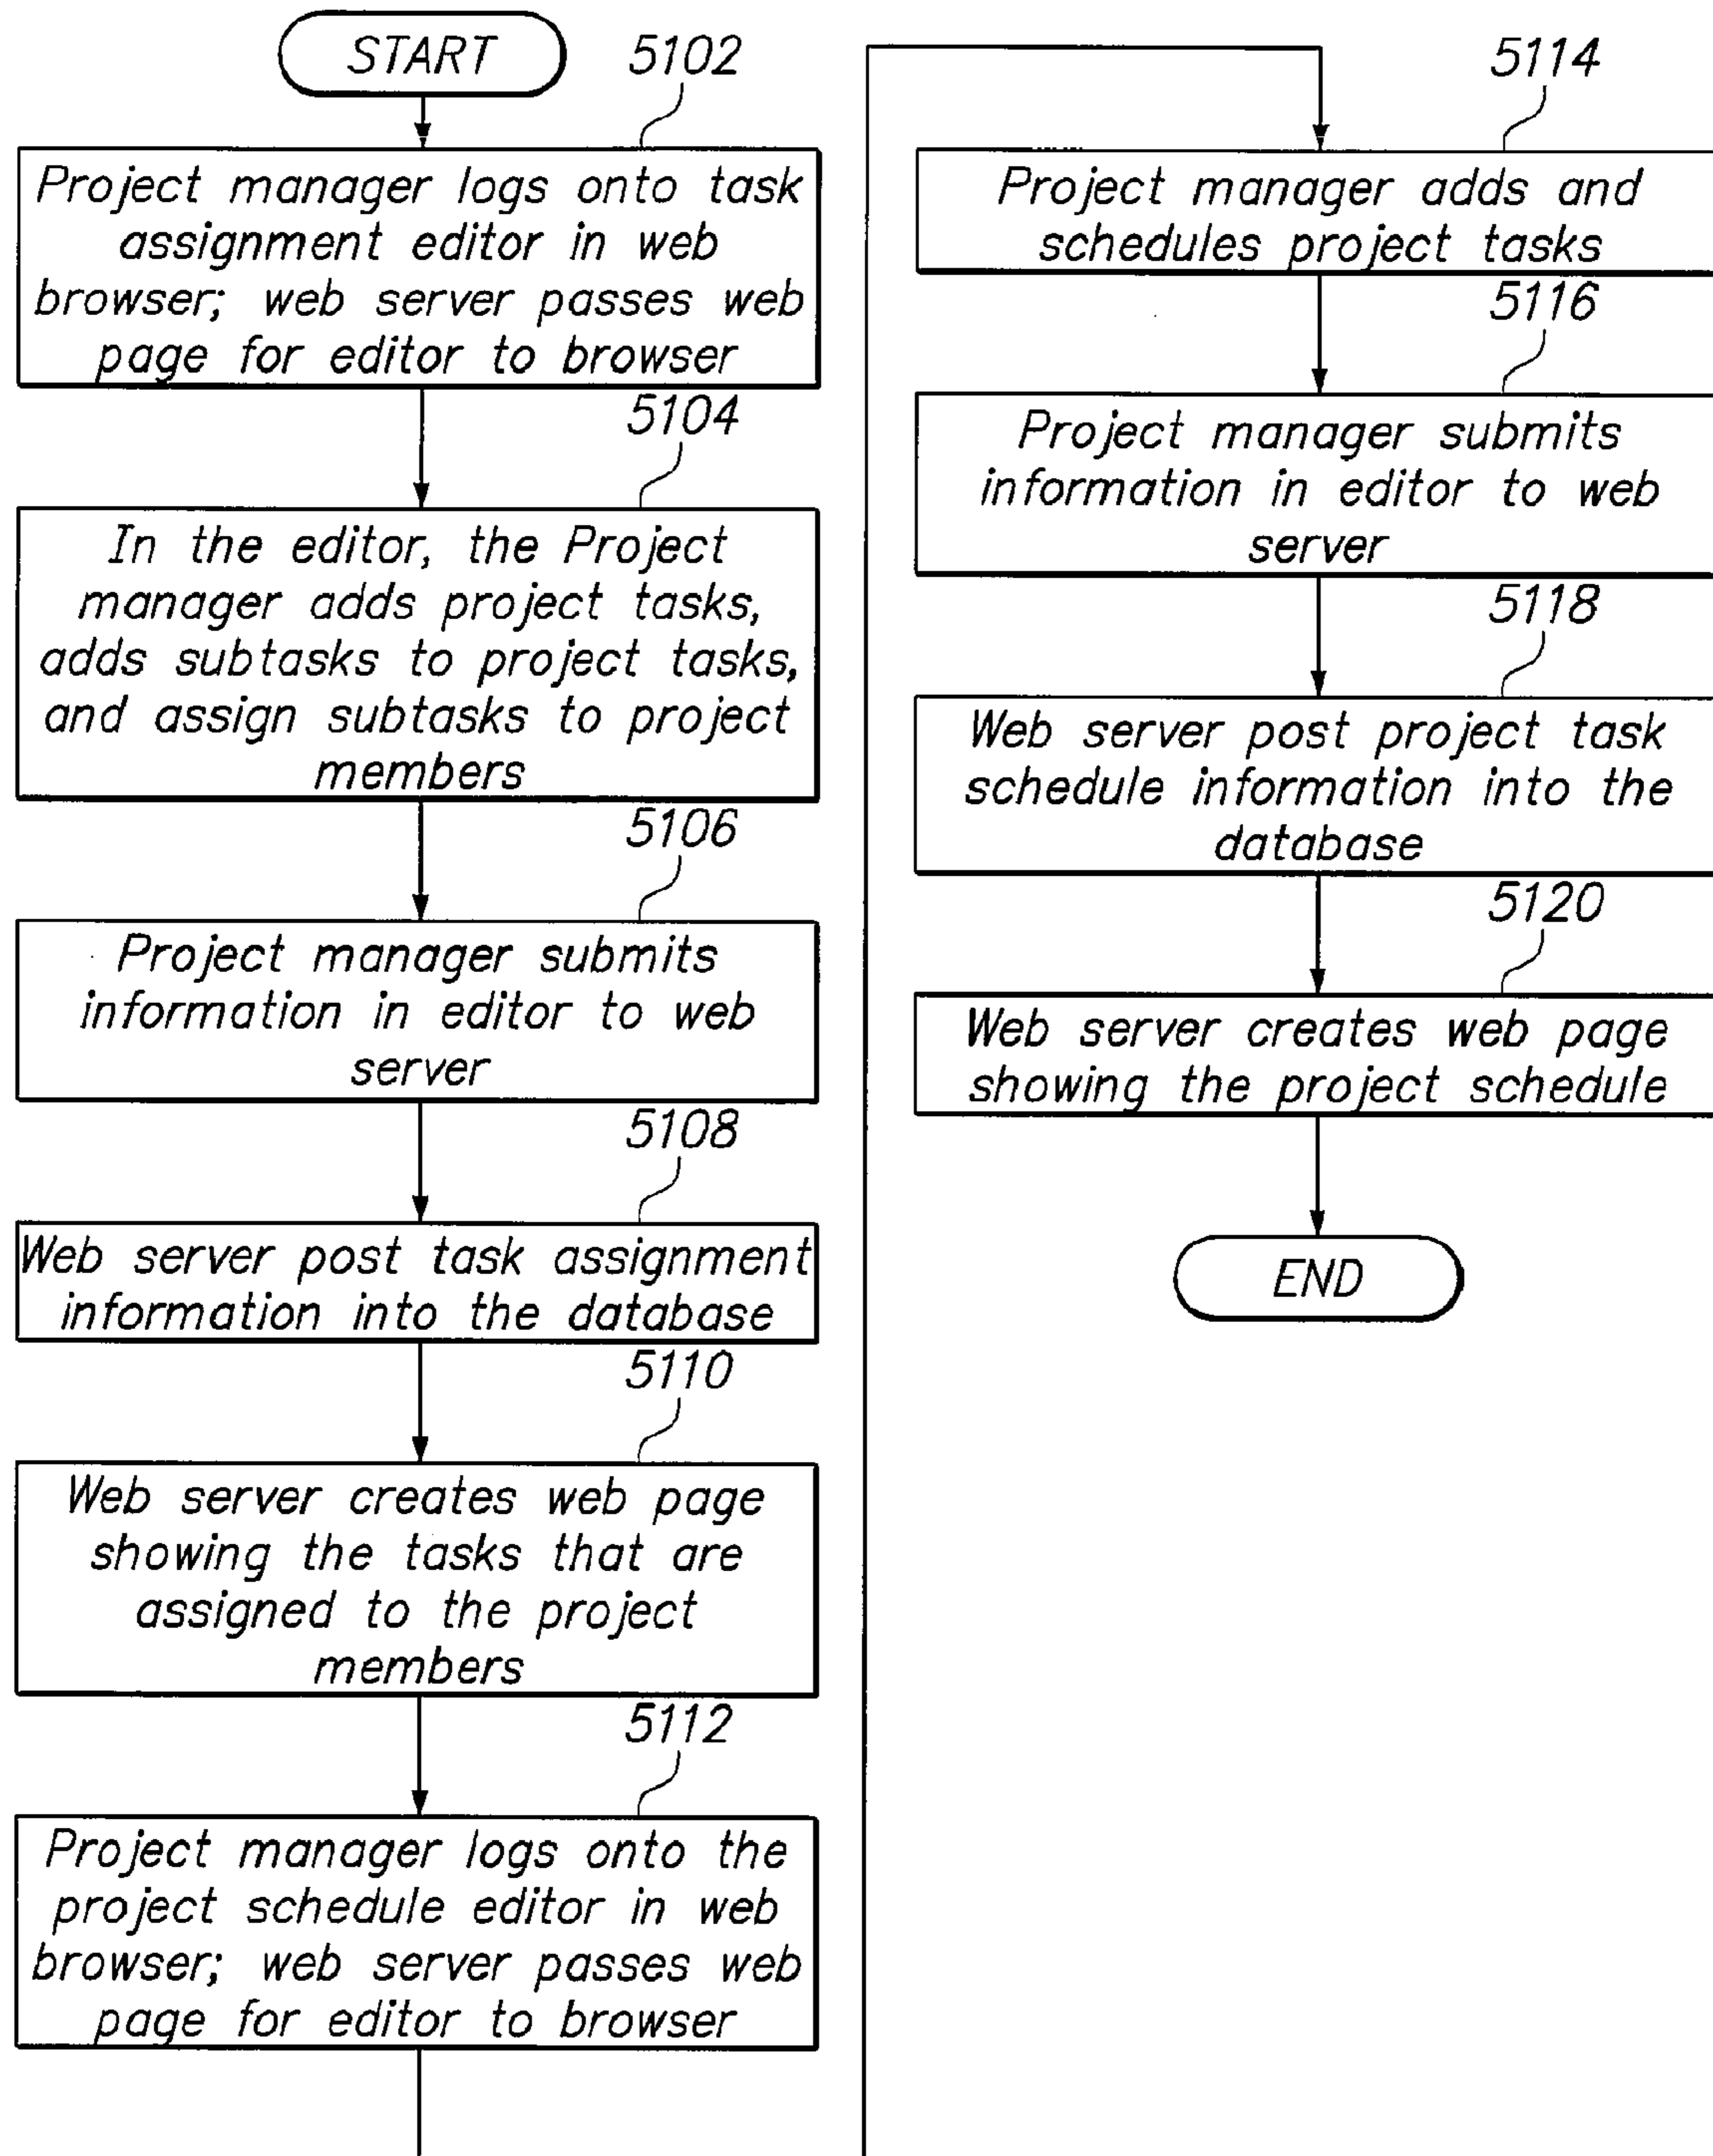 START
5102
Project manager logs onto task
assignment editor in web
browser; web server passes web
page for editor to browser
5104
In the editor, the Project
manager adds project tasks,
adds subtasks to project tasks,
and assign subtasks to project
members
5106
Project manager submits
information in editor to web
server
5108
Web server post task assignment
information into the database
5110
Web server creates web page
showing the tasks that are
assigned to the project
members
5112
Project manager logs onto the
project schedule editor in web
browser; web server passes web
page for editor to browser
5114
Project manager adds and
schedules project tasks
5116
Project manager submits
information in editor to web
server
5118
Web server post project task
schedule information into the
database
5120
Web server creates web page
showing the project schedule
END